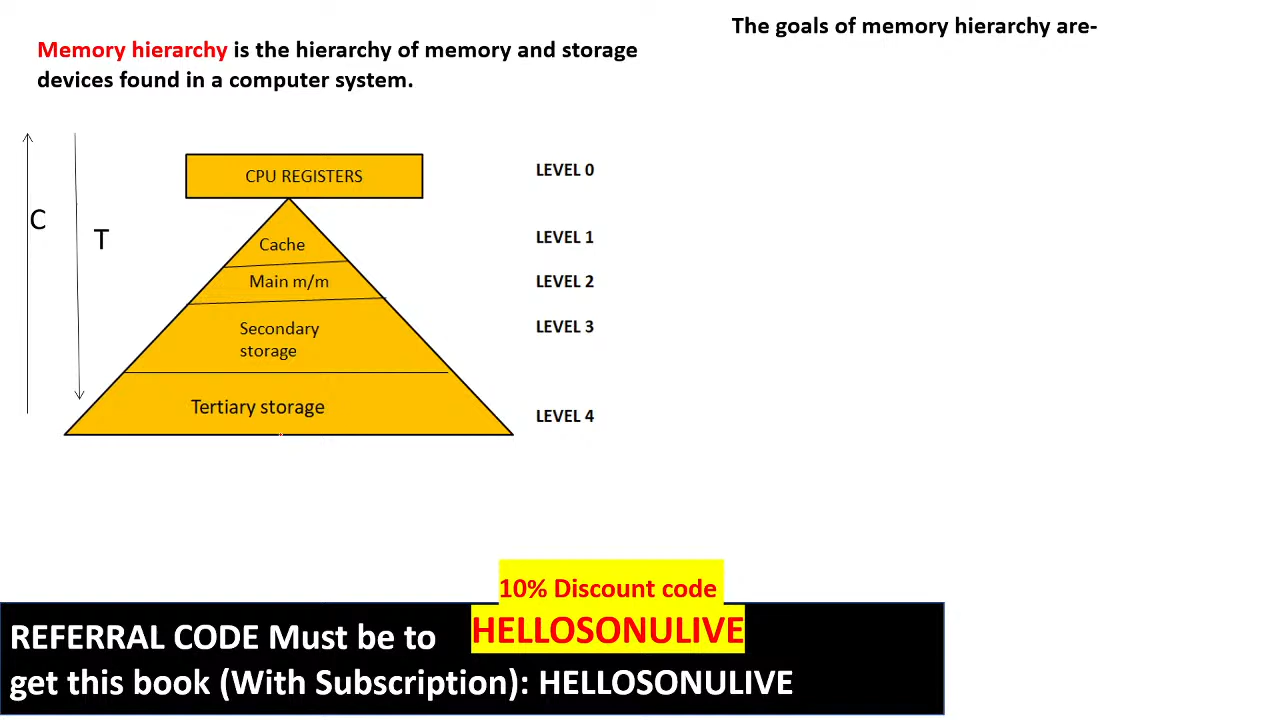 The goals of memory hierarchy are-
Memory hierarchy is the hierarchy of memory and storage
devices found in a computer system.
C
T
CPU REGISTERS
LEVEL 0
Cache
LEVEL 1
Main m/m
LEVEL 2
Secondary
storage
LEVEL 3
Tertiary storage
LEVEL 4
10% Discount code
HELLOSONULIVE
REFERRAL CODE Must be to
get this book (With Subscription): HELLOSONULIVE